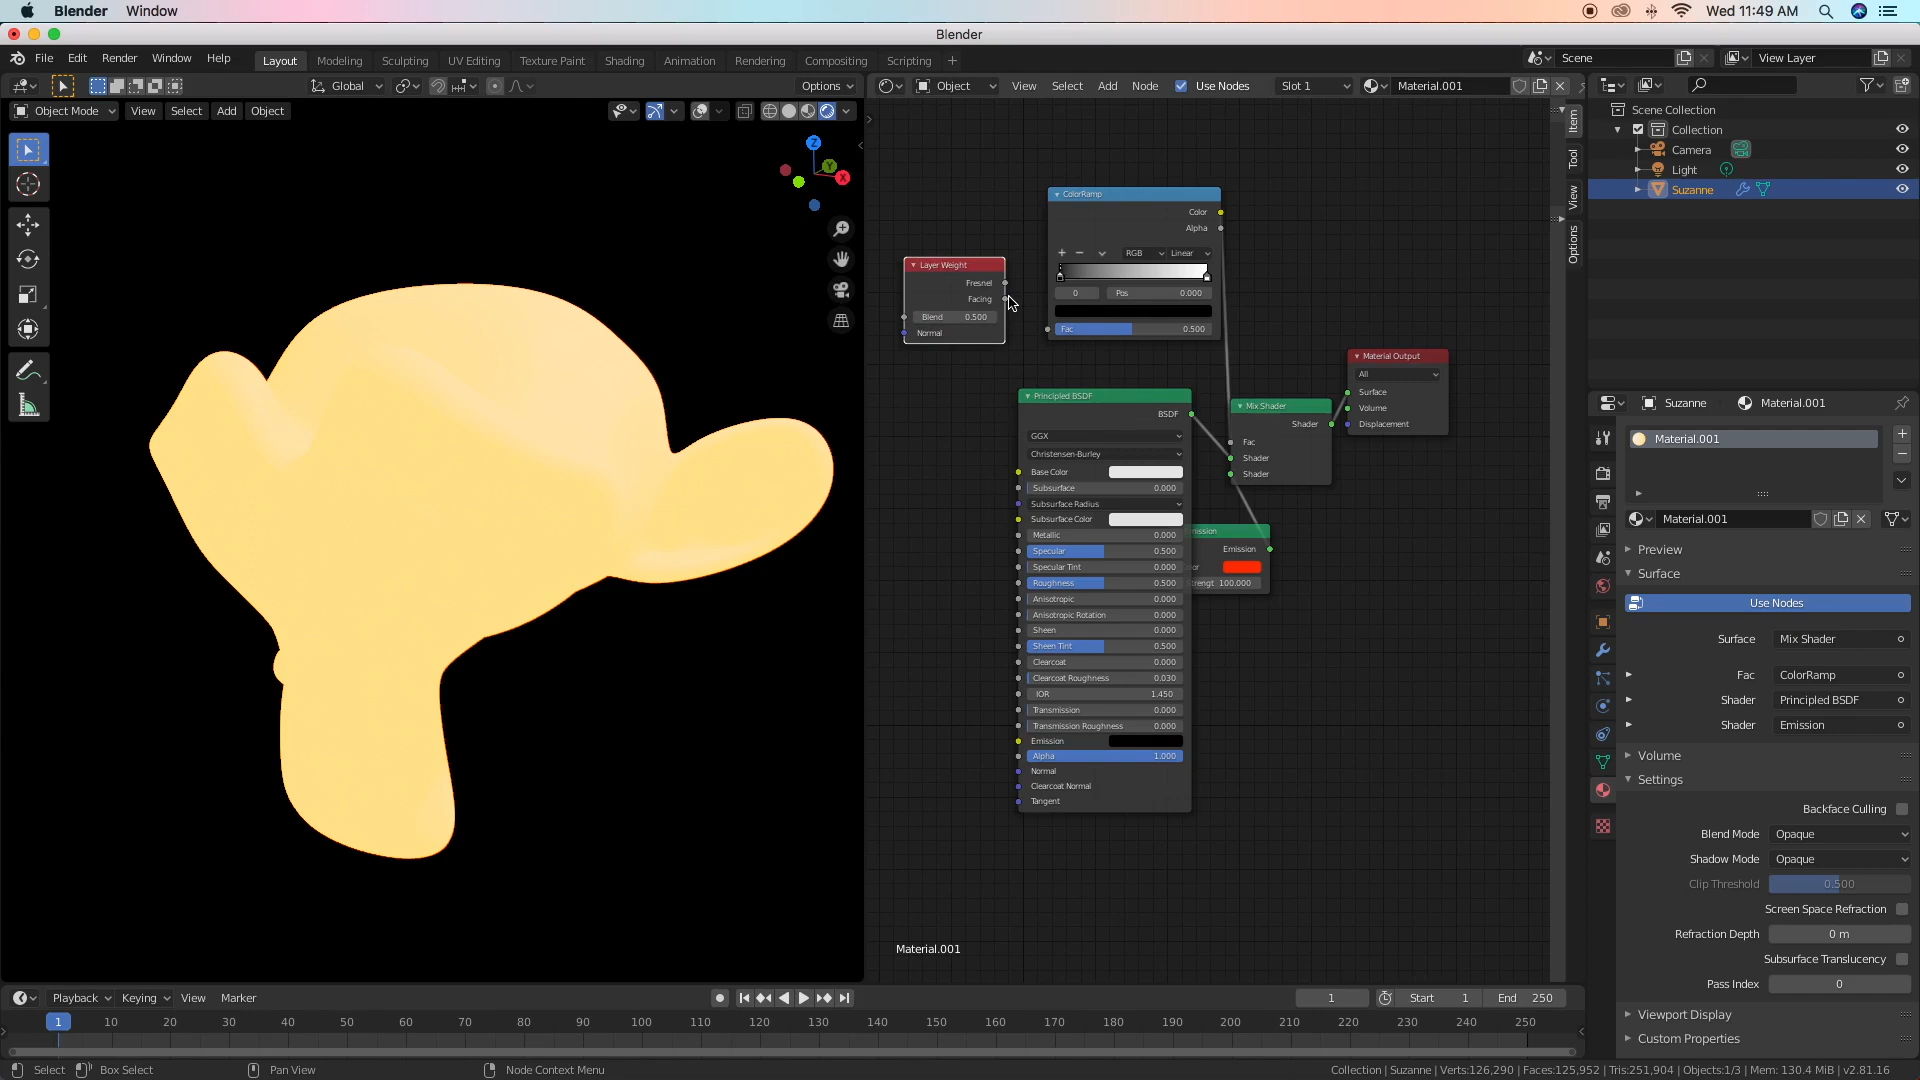 Blender Window Wed 11:49 AM
Blender
File Edit Render Window Help Layout Modeling Sculpting UV Editing Texture Paint Shading Animation Rendering Compositing Scripting + Scene View Layer
Global Options Object View Select Add Node Use Nodes Slot 1 Material.001
Object Mode View Select Add Object
Z
Y
X
Item
Tool
View
Options
Scene Collection
Collection
Camera
Light
Suzanne
ColorRamp
Color
Alpha
+ − RGB Linear
0 Pos 0.000
Fac 0.500
Layer Weight
Fresnel
Facing
Blend 0.500
Normal
Material Output
All
Surface
Volume
Displacement
Principled BSDF
BSDF
GGX
Christensen-Burley
Base Color
Subsurface 0.000
Subsurface Radius
Subsurface Color
Metallic 0.000
Specular 0.500
Specular Tint 0.000
Roughness 0.500
Anisotropic 0.000
Anisotropic Rotation 0.000
Sheen 0.000
Sheen Tint 0.500
Clearcoat 0.000
Clearcoat Roughness 0.030
IOR 1.450
Transmission 0.000
Transmission Roughness 0.000
Emission
Alpha 1.000
Normal
Clearcoat Normal
Tangent
Mix Shader
Shader
Fac
Shader
Shader
nission
Emission
lor
Strengt 100.000
Material.001
Suzanne Material.001
Material.001
Material.001
Preview
Surface
Use Nodes
Surface Mix Shader
Fac ColorRamp
Shader Principled BSDF
Shader Emission
Volume
Settings
Backface Culling
Blend Mode Opaque
Shadow Mode Opaque
Clip Threshold 0.500
Screen Space Refraction
Refraction Depth 0 m
Subsurface Translucency
Pass Index 0
Viewport Display
Custom Properties
Playback Keying View Marker 1 Start 1 End 250
1 10 20 30 40 50 60 70 80 90 100 110 120 130 140 150 160 170 180 190 200 210 220 230 240 250
Select Box Select Pan View Node Context Menu Collection | Suzanne | Verts:126,290 | Faces:125,952 | Tris:251,904 | Objects:1/3 | Mem: 130.4 MiB | v2.81.16